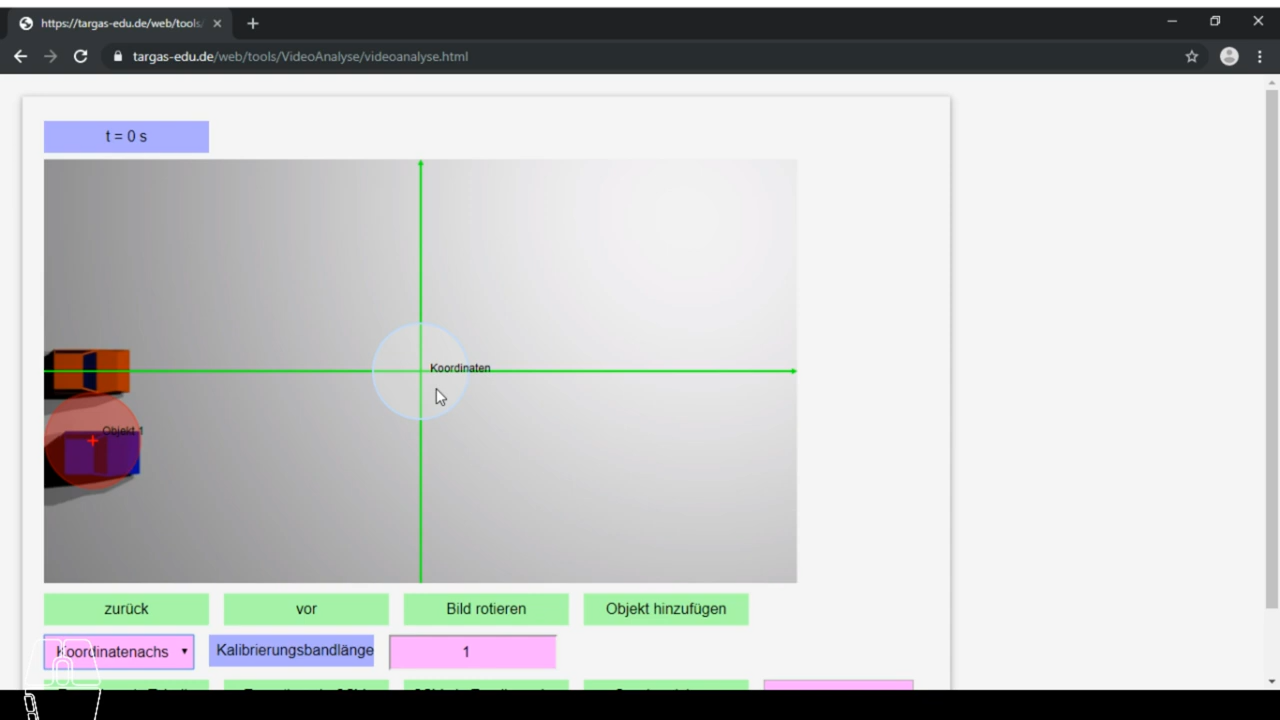 https://targas-edu.de/web/tools
targas-edu.de/web/tools/VideoAnalyse/videoanalyse.html
t = 0 s
Koordinaten
Objekt 1
zurück
vor
Bild rotieren
Objekt hinzufügen
Koordinatenachs
Kalibrierungsbandlänge
1